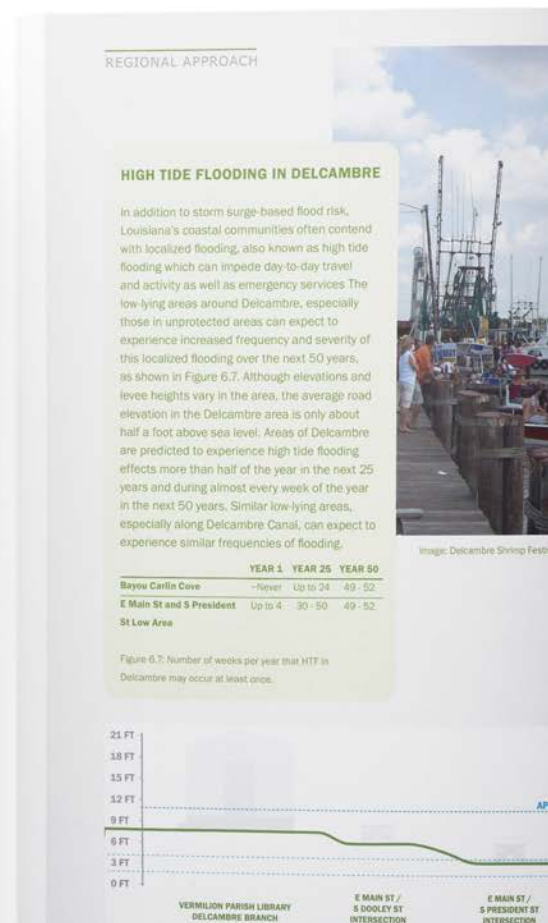 REGIONAL APPROACH
HIGH TIDE FLOODING IN DELCAMBRE
In addition to storm surge-based flood risk,
Louisiana's coastal communities often contend
with localized flooding, also known as high tide
flooding which can impede day-to-day travel
and activity as well as emergency services The
low-lying areas around Delcambre, especially
those in unprotected areas can expect to
experience increased frequency and severity of
this localized flooding over the next 50 years,
as shown in Figure 6.7. Although elevations and
levee heights vary in the area, the average road
elevation in the Delcambre area is only about
half a foot above sea level. Areas of Delcambre
are predicted to experience high tide flooding
effects more than half of the year in the next 25
years and during almost every week of the year
in the next 50 years. Similar low-lying areas,
especially along Delcambre Canal, can expect to
experience similar frequencies of flooding.
YEAR 1 YEAR 25 YEAR 50
Bayou Carlin Cove ~Never Up to 24 49 - 52
E Main St and S President Up to 4 30 - 50 49 - 52
St Low Area
Figure 6.7: Number of weeks per year that HTF in
Delcambre may occur at least once.
Image: Delcambre Shrimp Festi
21 FT
18 FT
15 FT
12 FT
AP
9 FT
6 FT
3 FT
0 FT
VERMILION PARISH LIBRARY
DELCAMBRE BRANCH
E MAIN ST /
S DOOLEY ST
INTERSECTION
E MAIN ST /
S PRESIDENT ST
INTERSECTION